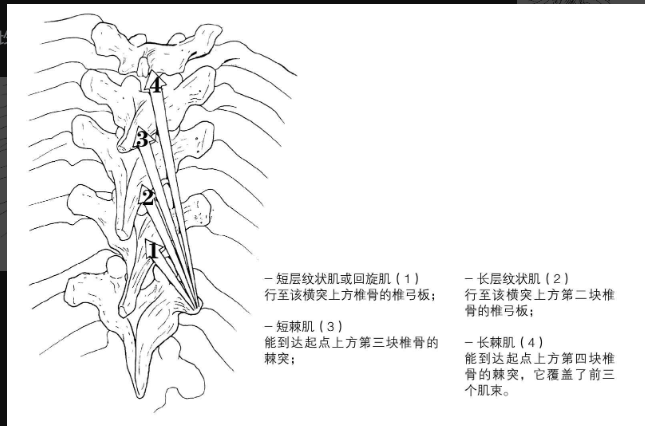 4
3
2
1
– 短层纹状肌或回旋肌（1）
行至该横突上方椎骨的椎弓板；
– 短棘肌（3）
能到达起点上方第三块椎骨的
棘突；
– 长层纹状肌（2）
行至该横突上方第二块椎
骨的椎弓板；
– 长棘肌（4）
能到达起点上方第四块椎
骨的棘突，它覆盖了前三
个肌束。